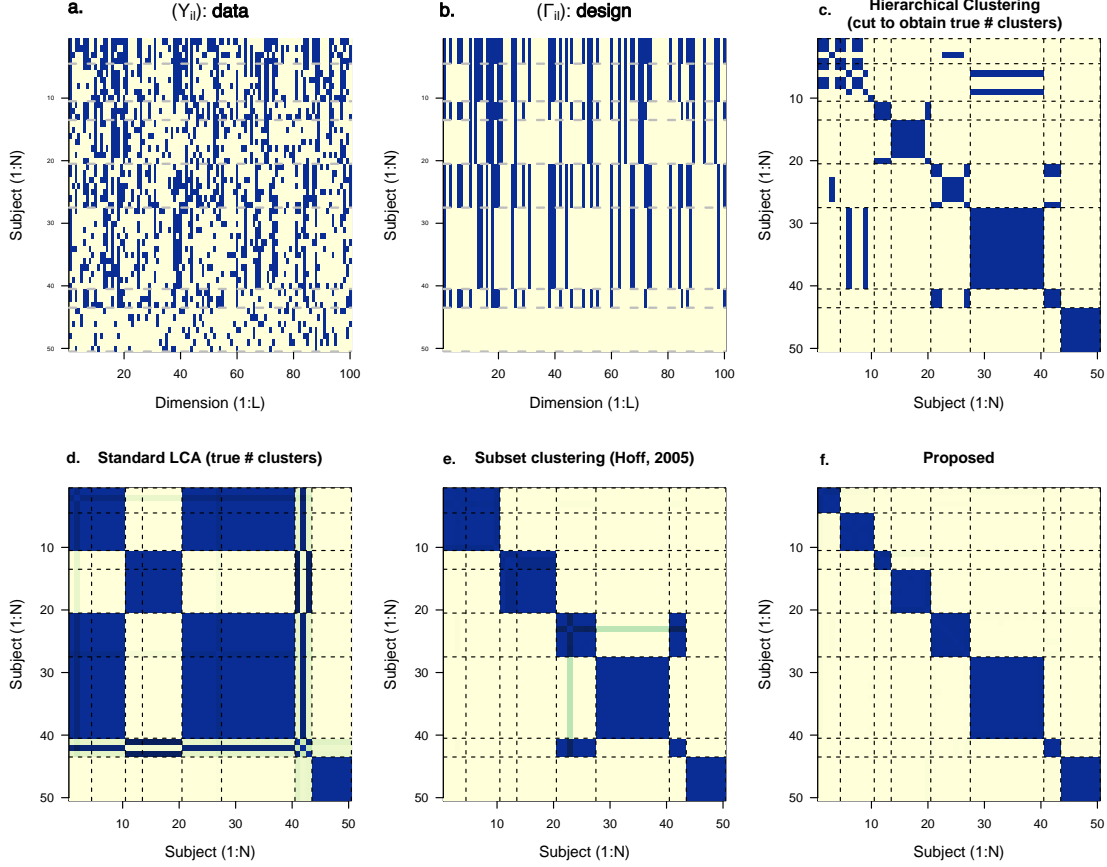 a. (Y_il): data
10
20
30
40
50
Subject (1:N)
20 40 60 80 100
Dimension (1:L)
b. (Γ_il): design
10
20
30
40
50
Subject (1:N)
20 40 60 80 100
Dimension (1:L)
c. Hierarchical Clustering
(cut to obtain true # clusters)
10
20
30
40
50
Subject (1:N)
10 20 30 40 50
Subject (1:N)
d. Standard LCA (true # clusters)
10
20
30
40
50
Subject (1:N)
10 20 30 40 50
Subject (1:N)
e. Subset clustering (Hoff, 2005)
10
20
30
40
50
Subject (1:N)
10 20 30 40 50
Subject (1:N)
f. Proposed
10
20
30
40
50
Subject (1:N)
10 20 30 40 50
Subject (1:N)